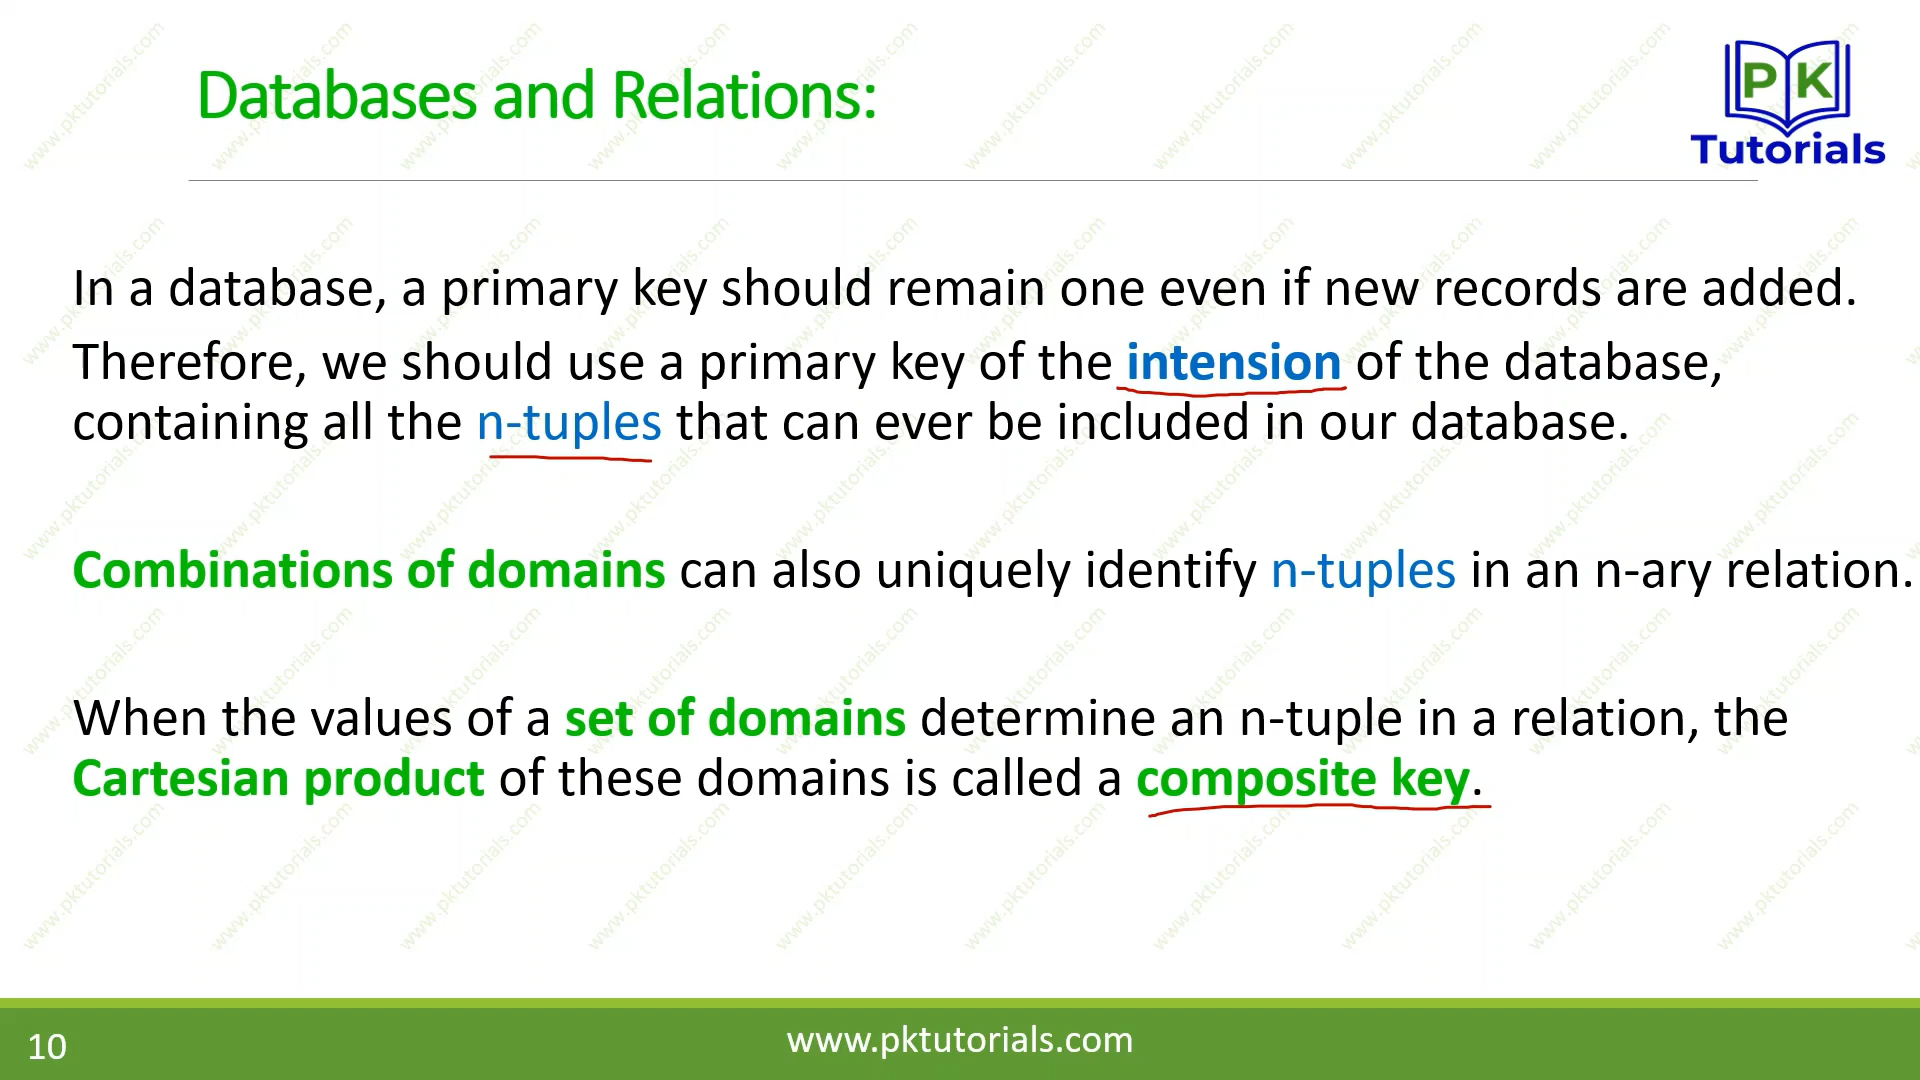 Databases and Relations:
PK
Tutorials
In a database, a primary key should remain one even if new records are added.
Therefore, we should use a primary key of the intension of the database,
containing all the n-tuples that can ever be included in our database.
Combinations of domains can also uniquely identify n-tuples in an n-ary relation.
When the values of a set of domains determine an n-tuple in a relation, the
Cartesian product of these domains is called a composite key.
10
www.pktutorials.com